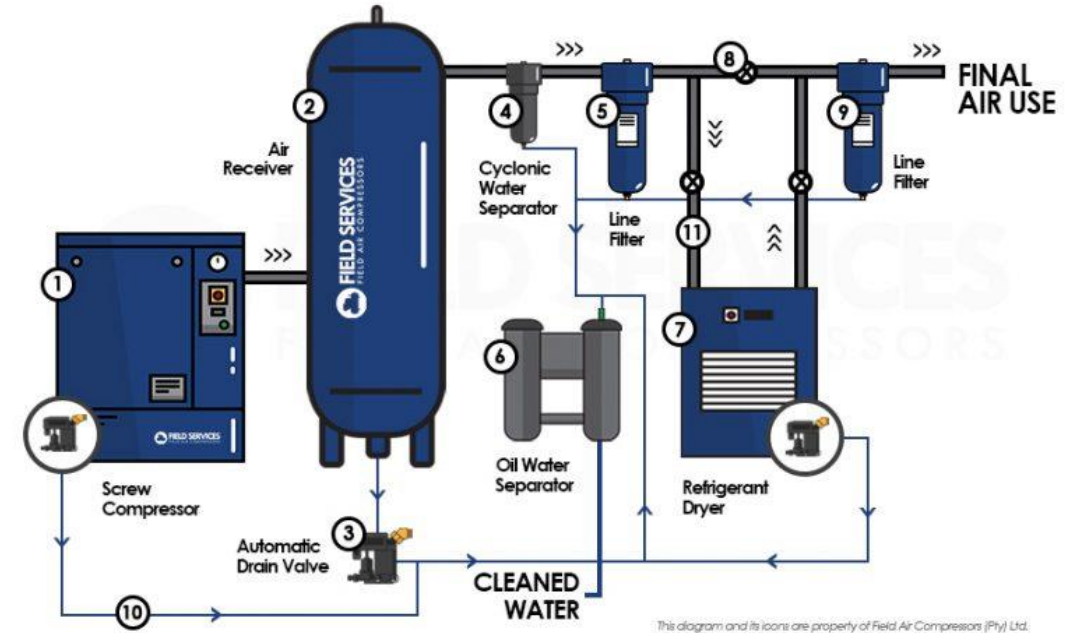 8
FINAL
AIR USE
2
4
5
9
Air
Receiver
FIELD SERVICES
FIELD AIR COMPRESSORS
Cyclonic
Water
Separator
Line
Filter
Line
Filter
11
1
7
6
FIELD SERVICES
Oil Water
Separator
Refrigerant
Dryer
Screw
Compressor
3
Automatic
Drain Valve
CLEANED
WATER
10
This diagram and its icons are property of Field Air Compressors (Pty) Ltd.